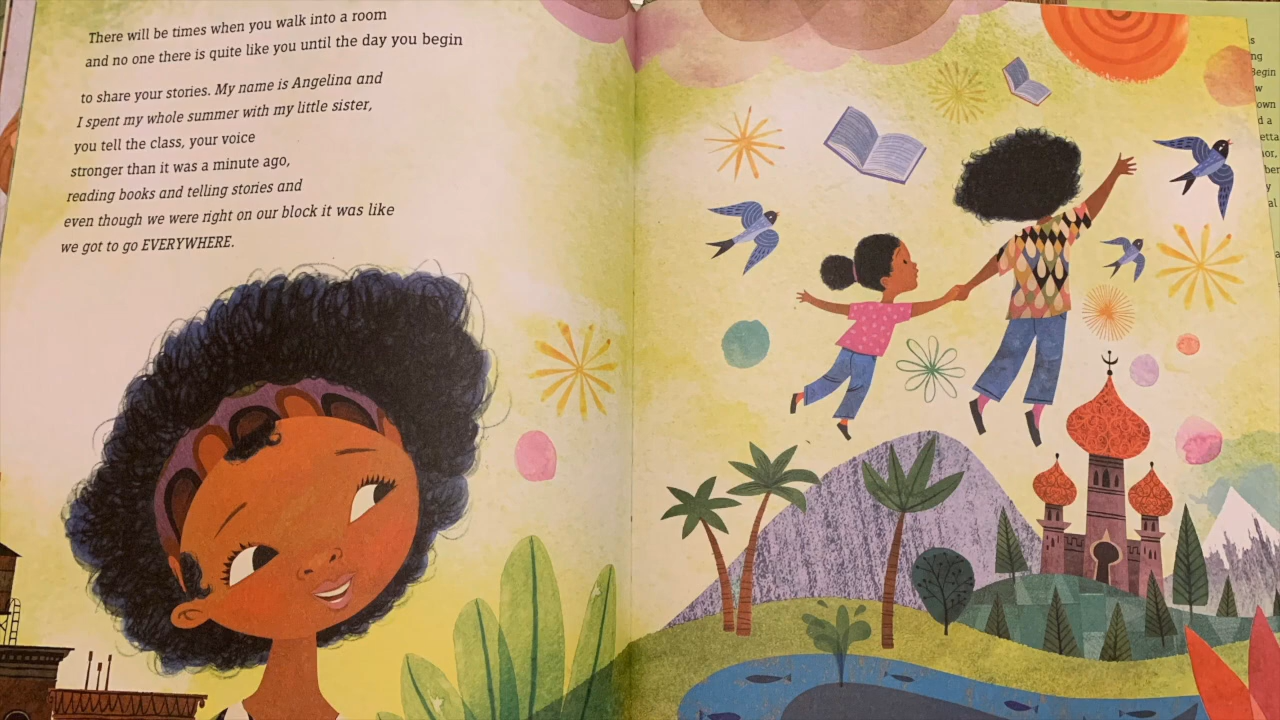 There will be times when you walk into a room
and no one there is quite like you until the day you begin
to share your stories. My name is Angelina and
I spent my whole summer with my little sister,
you tell the class, your voice
stronger than it was a minute ago,
reading books and telling stories and
even though we were right on our block it was like
we got to go EVERYWHERE.